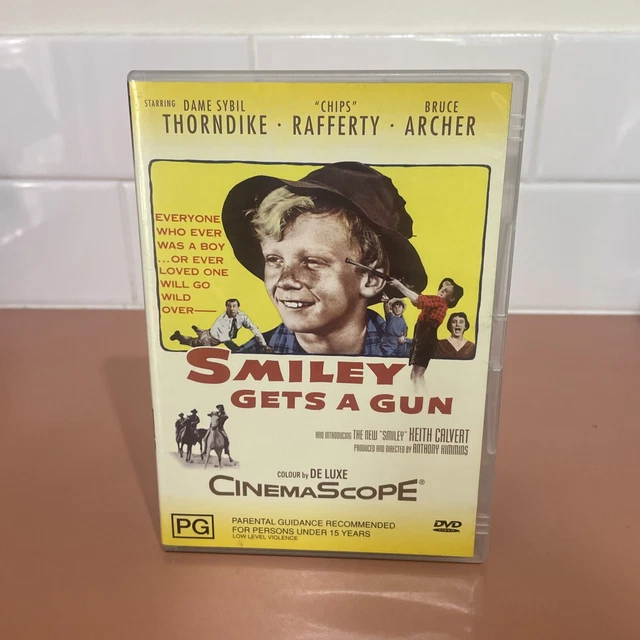 STARRING DAME SYBIL THORNDIKE · "CHIPS" RAFFERTY · BRUCE ARCHER
EVERYONE
WHO EVER
WAS A BOY
...OR EVER
LOVED ONE
WILL GO
WILD
OVER—
SMILEY
GETS A GUN
AND INTRODUCING THE NEW "SMILEY" KEITH CALVERT
PRODUCED AND DIRECTED BY ANTHONY KIMMINS
COLOUR by DE LUXE
CINEMASCOPE®
PG
PARENTAL GUIDANCE RECOMMENDED
FOR PERSONS UNDER 15 YEARS
LOW LEVEL VIOLENCE
DVD
VIDEO